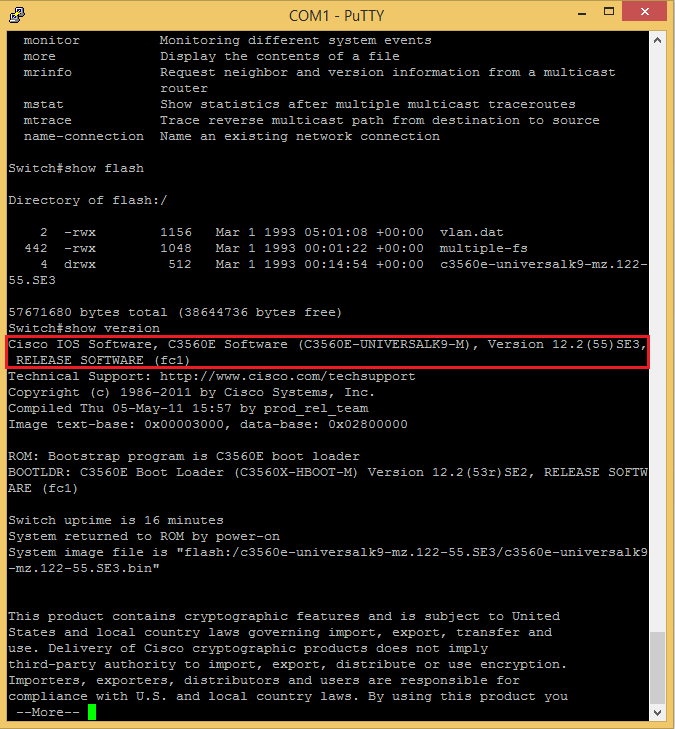 COM1 - PuTTY
monitor Monitoring different system events
more Display the contents of a file
mrinfo Request neighbor and version information from a multicast
router
mstat Show statistics after multiple multicast traceroutes
mtrace Trace reverse multicast path from destination to source
name-connection Name an existing network connection
Switch#show flash
Directory of flash:/
2 -rwx 1156 Mar 1 1993 05:01:08 +00:00 vlan.dat
442 -rwx 1048 Mar 1 1993 00:01:22 +00:00 multiple-fs
4 drwx 512 Mar 1 1993 00:14:54 +00:00 c3560e-universalk9-mz.122-
55.SE3
57671680 bytes total (38644736 bytes free)
Switch#show version
Cisco IOS Software, C3560E Software (C3560E-UNIVERSALK9-M), Version 12.2(55)SE3,
RELEASE SOFTWARE (fc1)
Technical Support: http://www.cisco.com/techsupport
Copyright (c) 1986-2011 by Cisco Systems, Inc.
Compiled Thu 05-May-11 15:57 by prod_rel_team
Image text-base: 0x00003000, data-base: 0x02800000
ROM: Bootstrap program is C3560E boot loader
BOOTLDR: C3560E Boot Loader (C3560X-HBOOT-M) Version 12.2(53r)SE2, RELEASE SOFTW
ARE (fc1)
Switch uptime is 16 minutes
System returned to ROM by power-on
System image file is "flash:/c3560e-universalk9-mz.122-55.SE3/c3560e-universalk9
-mz.122-55.SE3.bin"
This product contains cryptographic features and is subject to United
States and local country laws governing import, export, transfer and
use. Delivery of Cisco cryptographic products does not imply
third-party authority to import, export, distribute or use encryption.
Importers, exporters, distributors and users are responsible for
compliance with U.S. and local country laws. By using this product you
--More--